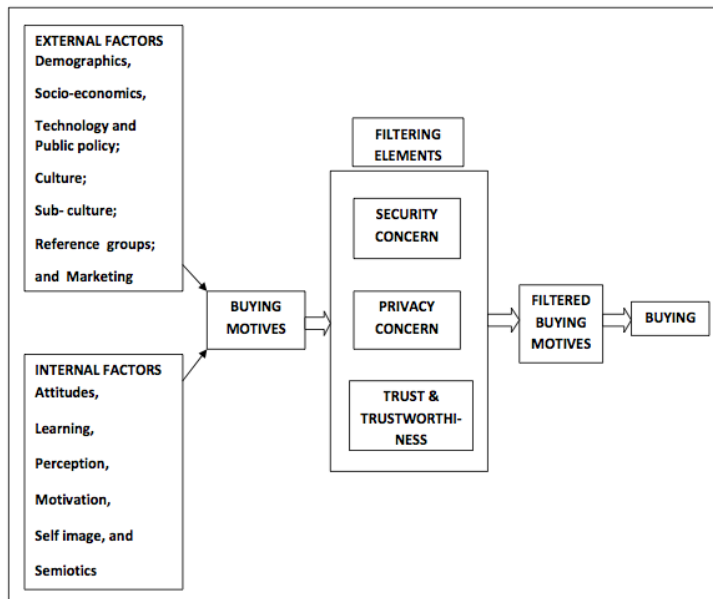 EXTERNAL FACTORS
Demographics,
Socio-economics,
Technology and
Public policy;
Culture;
Sub- culture;
Reference groups;
and Marketing
INTERNAL FACTORS
Attitudes,
Learning,
Perception,
Motivation,
Self image, and
Semiotics
BUYING
MOTIVES
FILTERING
ELEMENTS
SECURITY
CONCERN
PRIVACY
CONCERN
TRUST &
TRUSTWORTHI-
NESS
FILTERED
BUYING
MOTIVES
BUYING